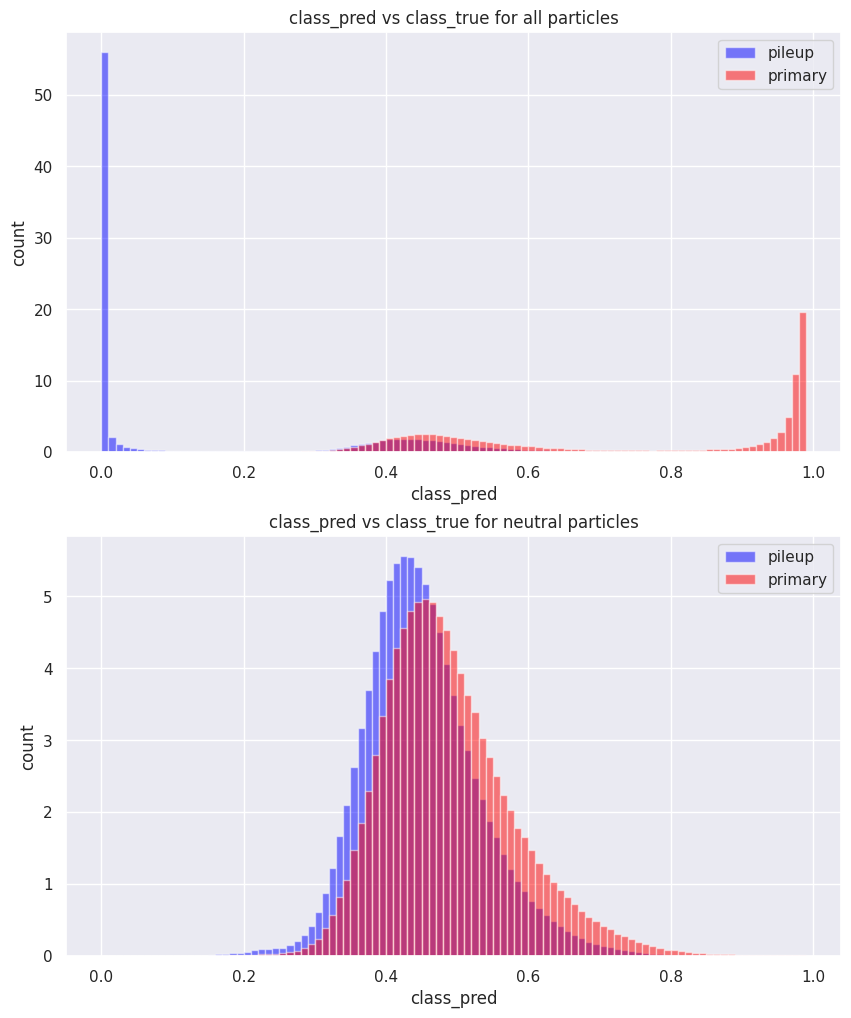 class_pred vs class_true for all particles
pileup
primary
50
40
30
20
10
0
count
0.0 0.2 0.4 0.6 0.8 1.0
class_pred
class_pred vs class_true for neutral particles
pileup
primary
5
4
3
2
1
0
count
0.0 0.2 0.4 0.6 0.8 1.0
class_pred